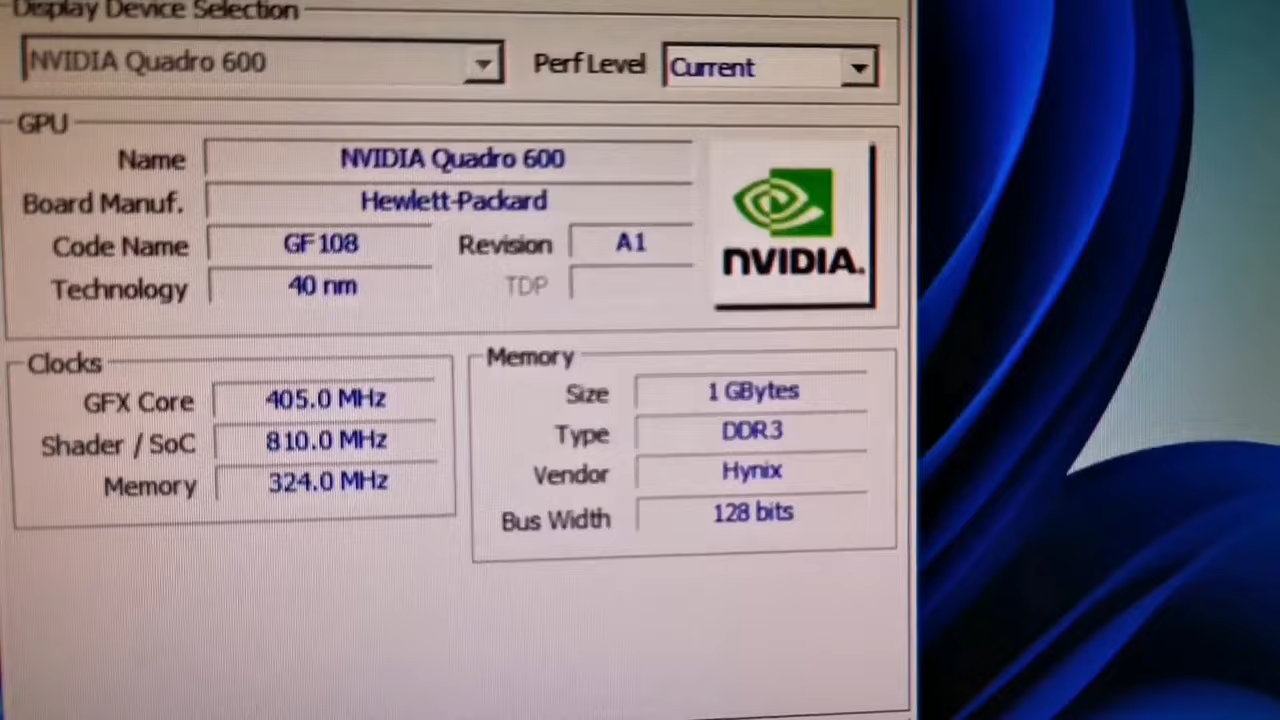 Display Device Selection
NVIDIA Quadro 600 Perf Level Current
GPU
Name NVIDIA Quadro 600
Board Manuf. Hewlett-Packard
Code Name GF108 Revision A1
Technology 40 nm TDP
NVIDIA.
Clocks
GFX Core 405.0 MHz
Shader / SoC 810.0 MHz
Memory 324.0 MHz
Memory
Size 1 GBytes
Type DDR3
Vendor Hynix
Bus Width 128 bits